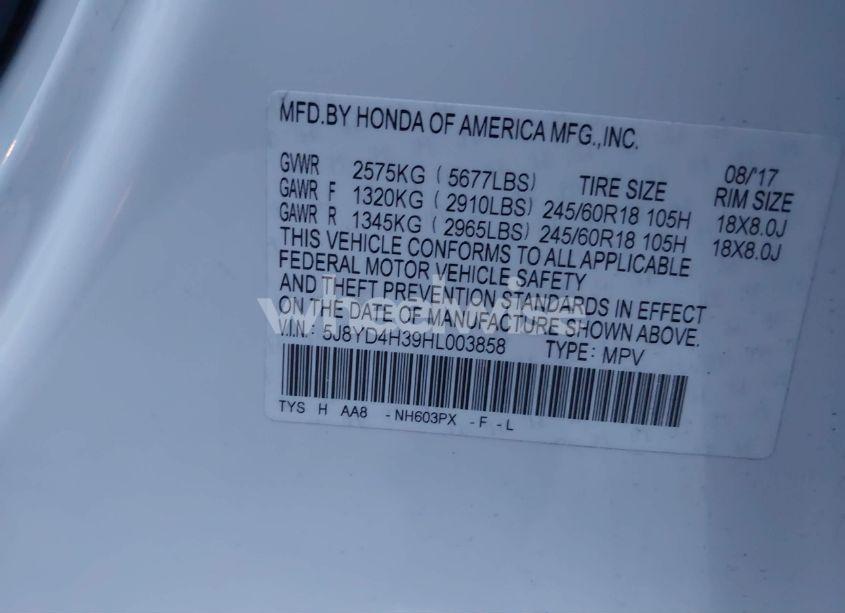 MFD.BY HONDA OF AMERICA MFG.,INC.
08/'17
GVWR 2575KG ( 5677LBS) TIRE SIZE RIM SIZE
GAWR F 1320KG ( 2910LBS) 245/60R18 105H 18X8.0J
GAWR R 1345KG ( 2965LBS) 245/60R18 105H 18X8.0J
THIS VEHICLE CONFORMS TO ALL APPLICABLE
FEDERAL MOTOR VEHICLE SAFETY
AND THEFT PREVENTION STANDARDS IN EFFECT
ON THE DATE OF MANUFACTURE SHOWN ABOVE.
V.I.N.: 5J8YD4H39HL003858 TYPE: MPV
TYS H AA8 - NH603PX - F - L
wheelwise